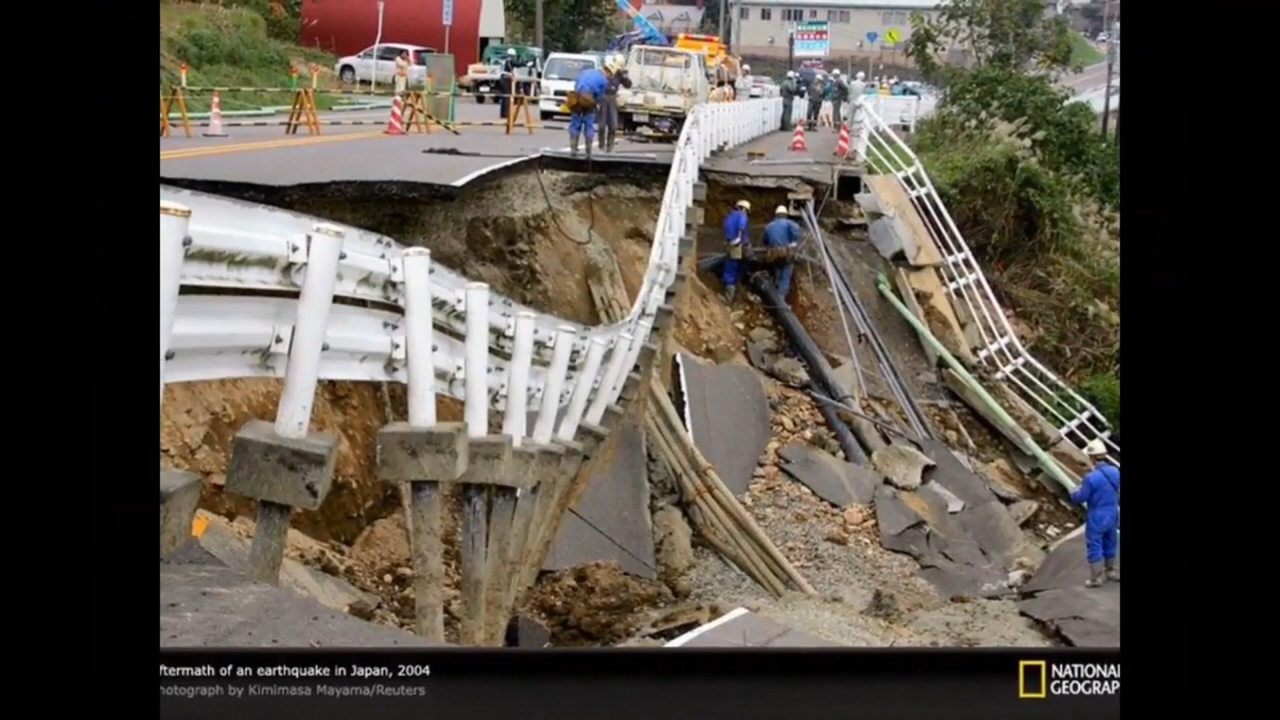 ftermath of an earthquake in Japan, 2004
hotograph by Kimimasa Mayama/Reuters
NATIONAL
GEOGRAP